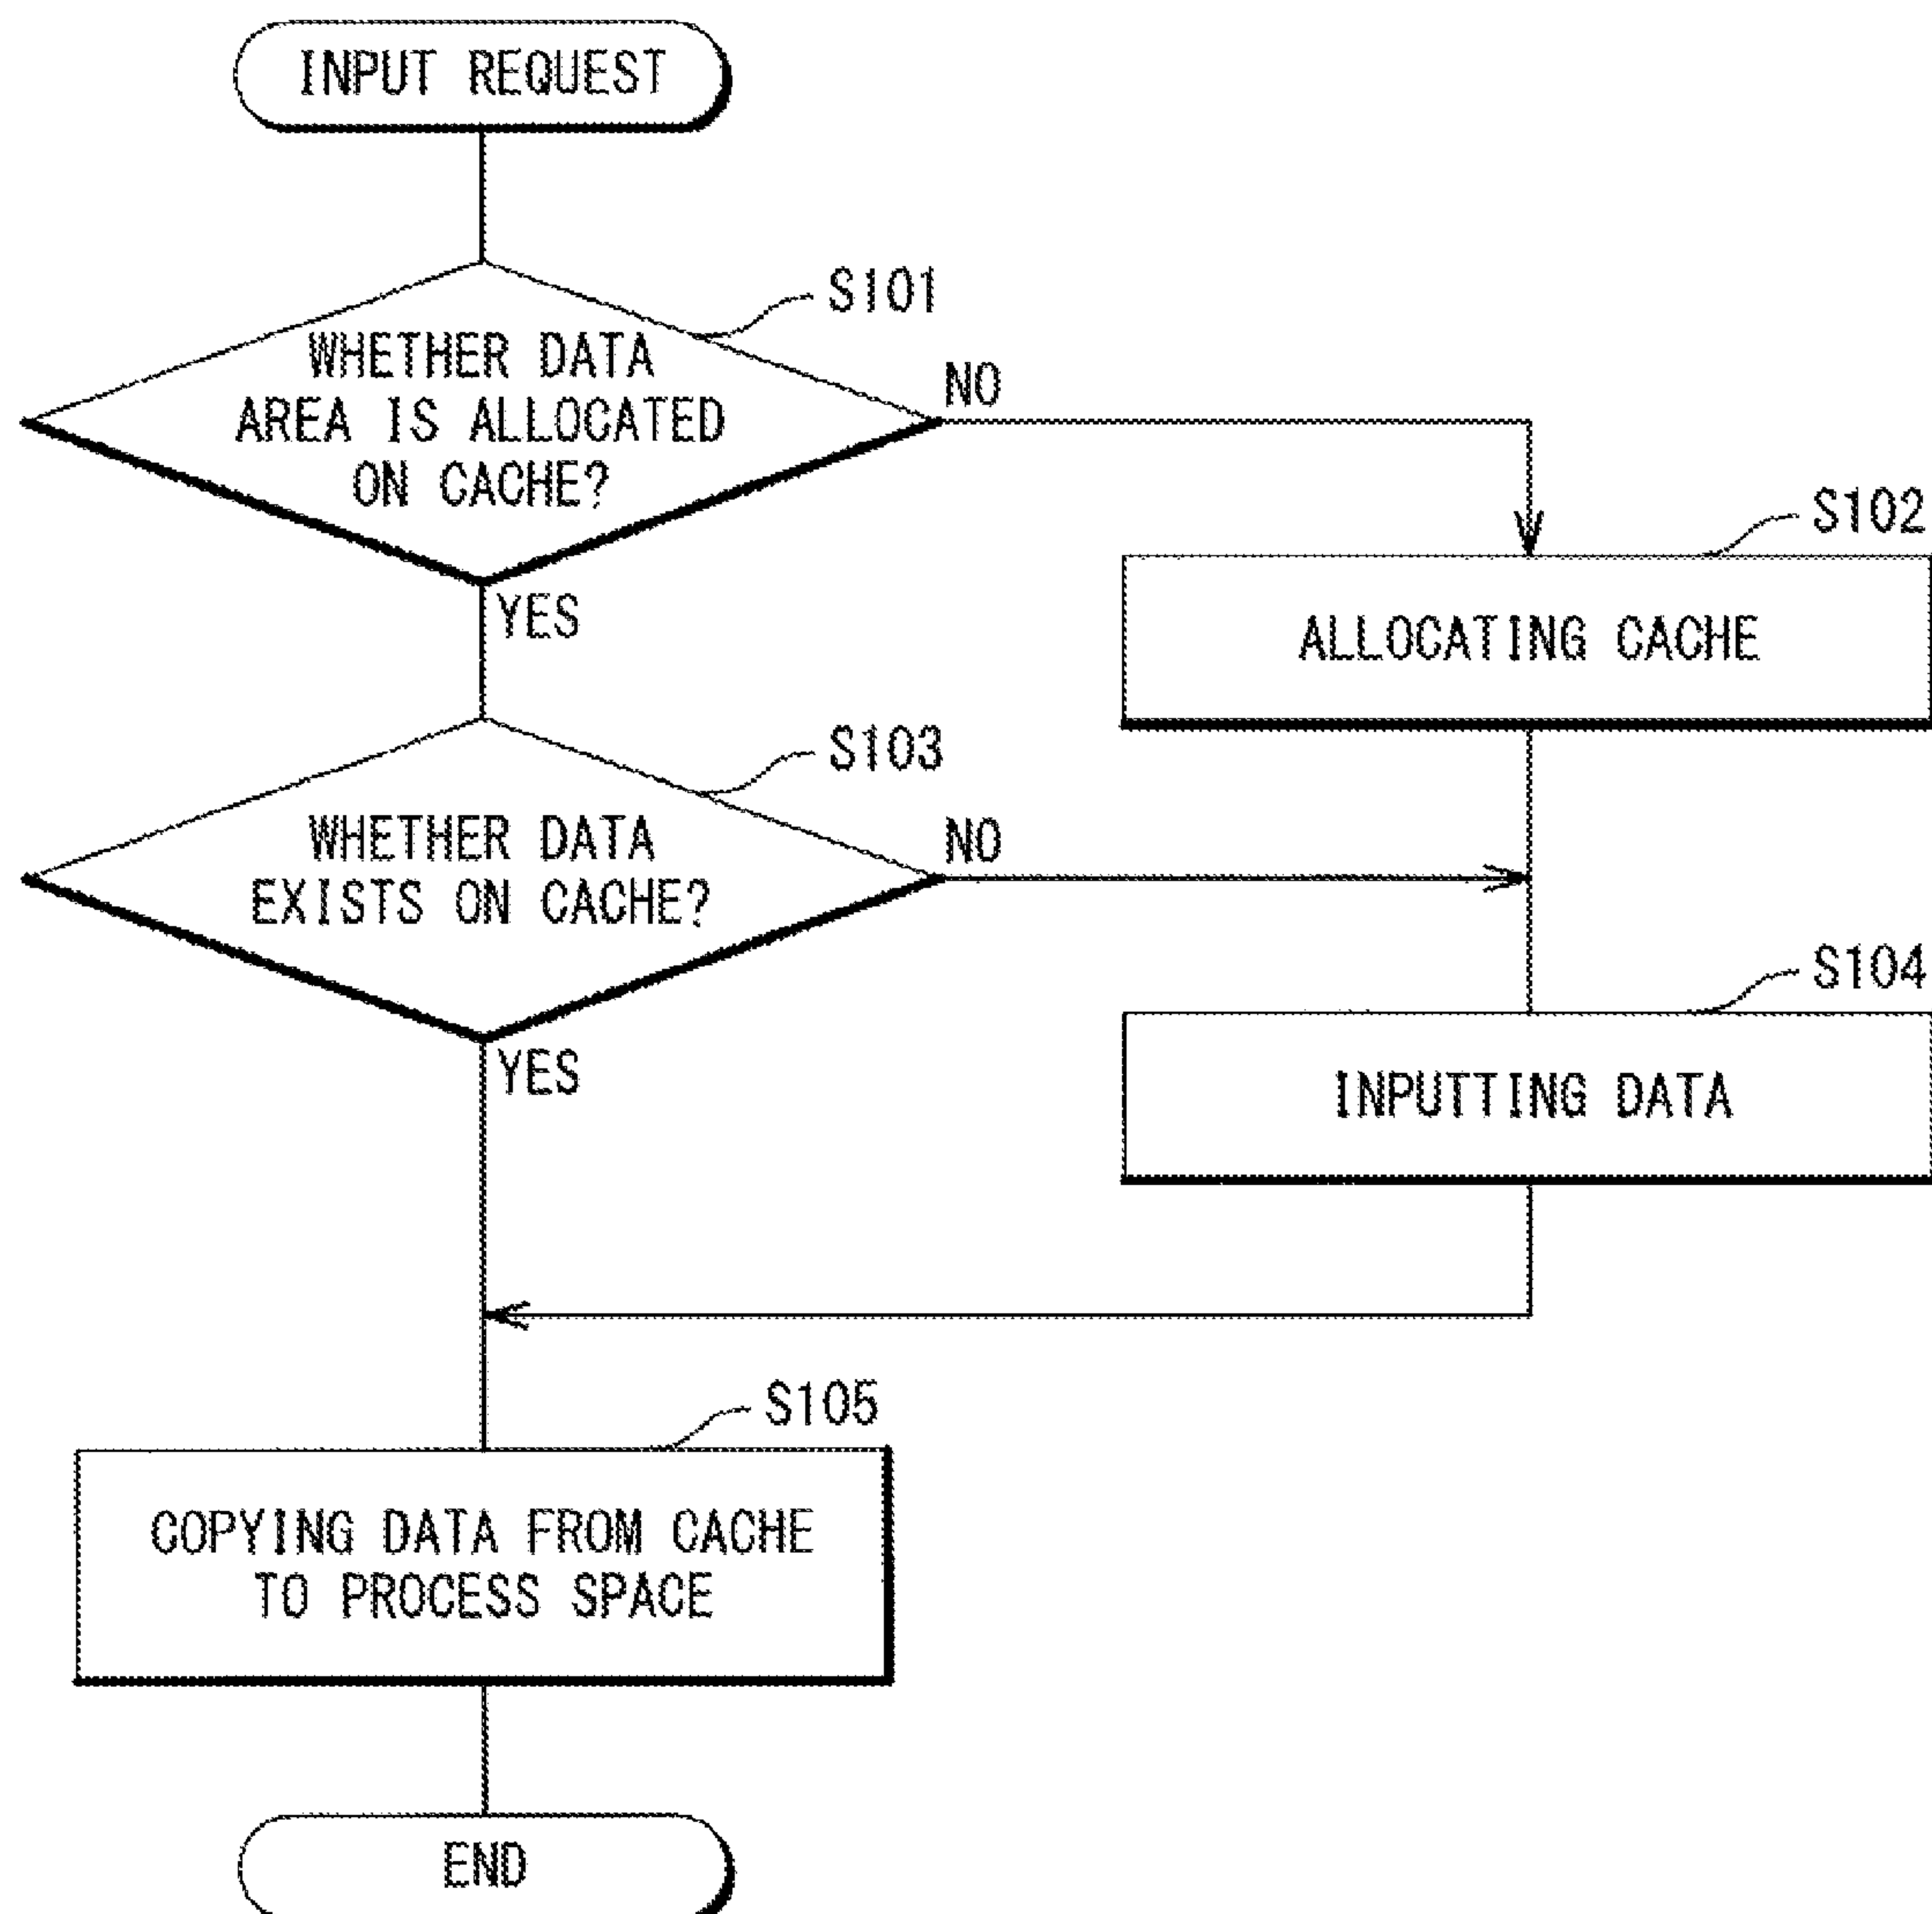 INPUT REQUEST
S101
WHETHER DATA
AREA IS ALLOCATED
ON CACHE?
NO
YES
S102
ALLOCATING CACHE
S103
WHETHER DATA
EXISTS ON CACHE?
NO
YES
S104
INPUTTING DATA
S105
COPYING DATA FROM CACHE
TO PROCESS SPACE
END